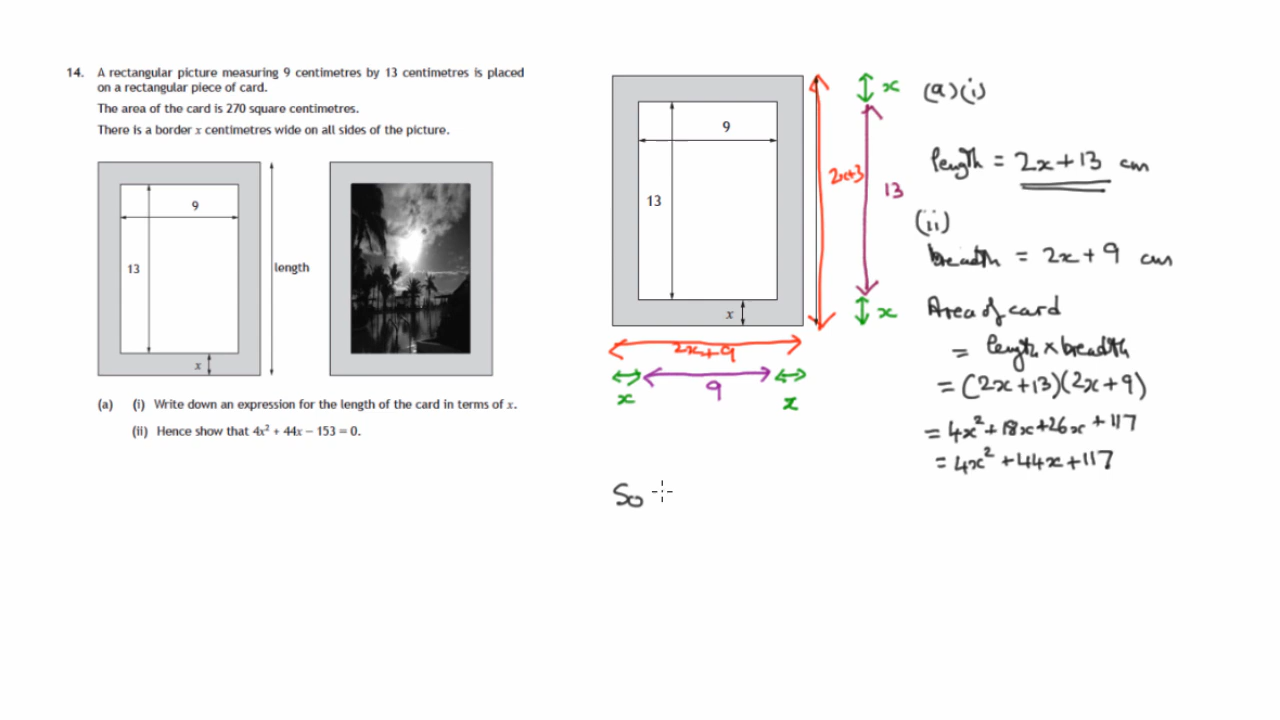 14. A rectangular picture measuring 9 centimetres by 13 centimetres is placed
on a rectangular piece of card.
The area of the card is 270 square centimetres.
There is a border x centimetres wide on all sides of the picture.
9
13
length
x
(a) (i) Write down an expression for the length of the card in terms of x.
(ii) Hence show that 4x² + 44x – 153 = 0.
9
13
x
2x+3
x
13
x
2x+9
x
9
x
(a)(i)
length = 2x+13 cm
(ii)
breadth = 2x+9 cm
Area of card
= length × breadth
= (2x+13)(2x+9)
= 4x²+18x+26x+117
= 4x²+44x+117
So